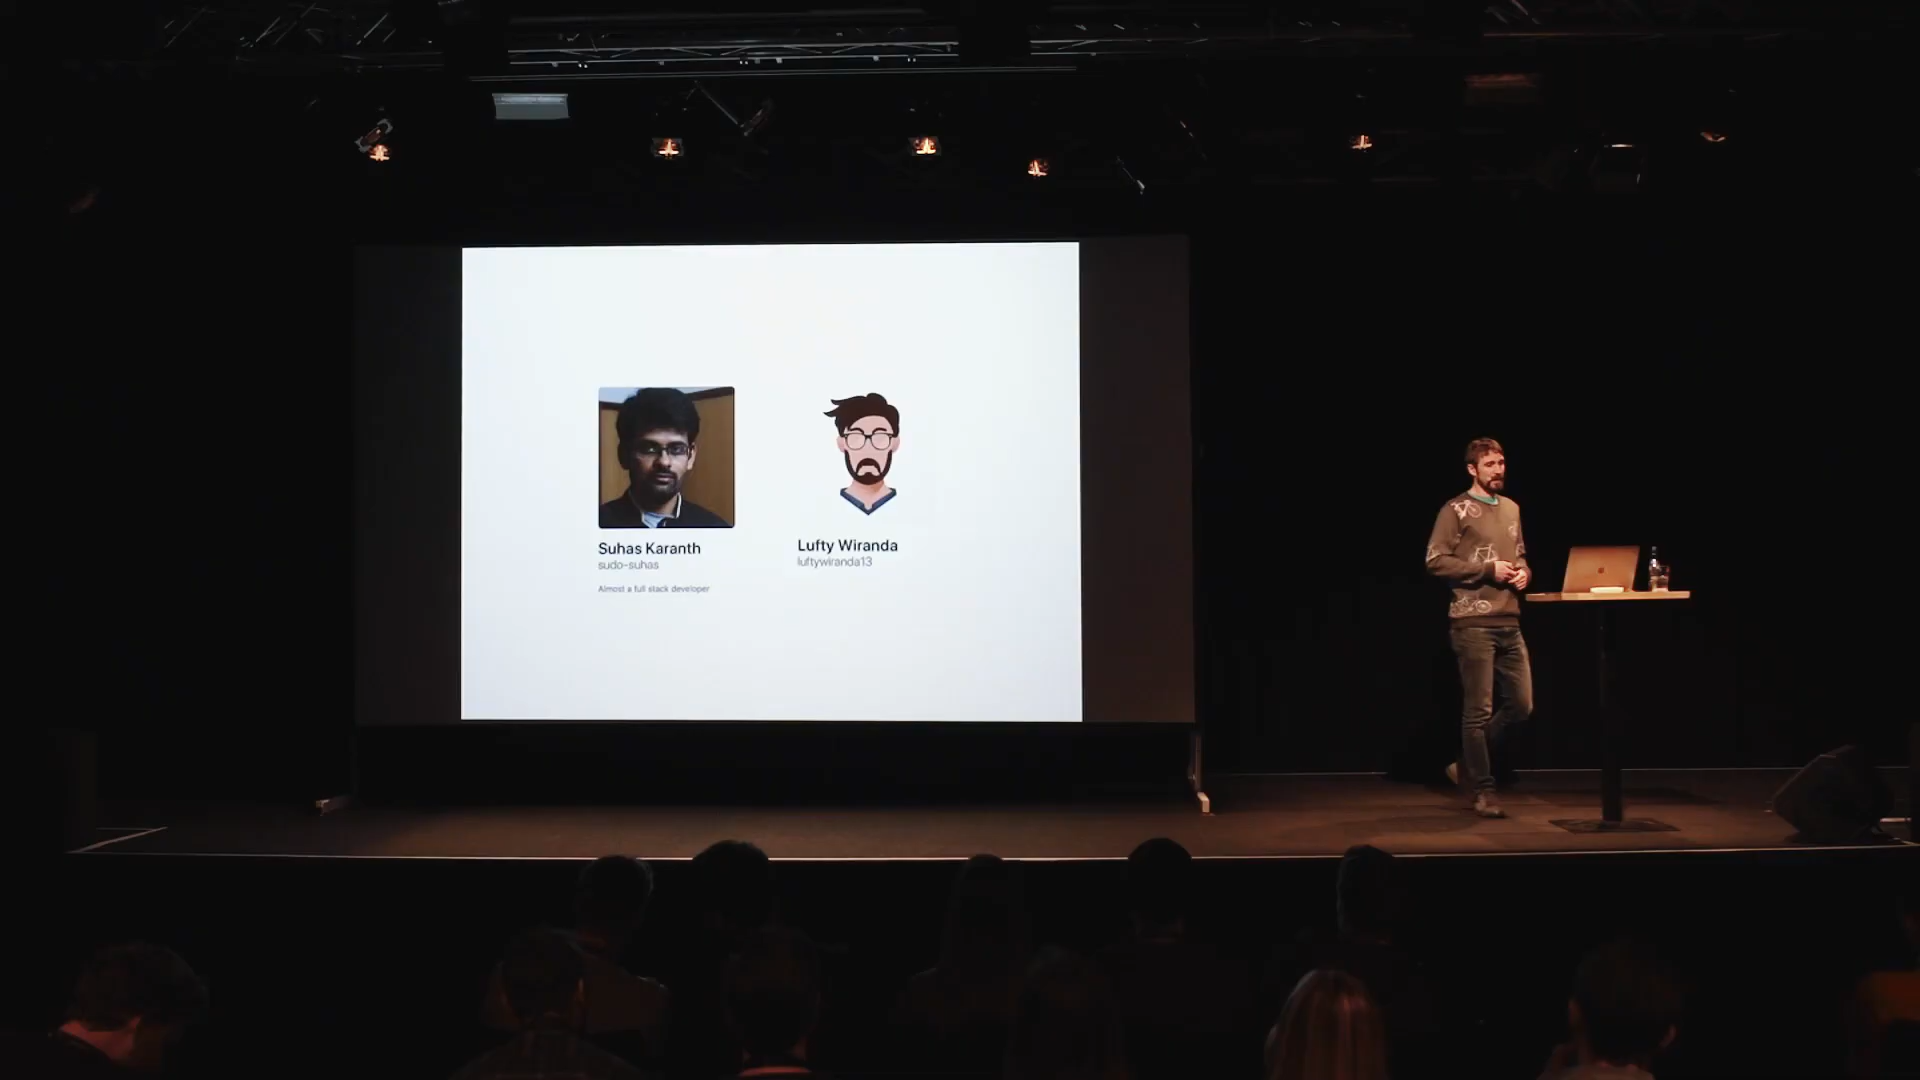 Suhas Karanth
sudo-suhas
Almost a full stack developer
Lufty Wiranda
luftywiranda13